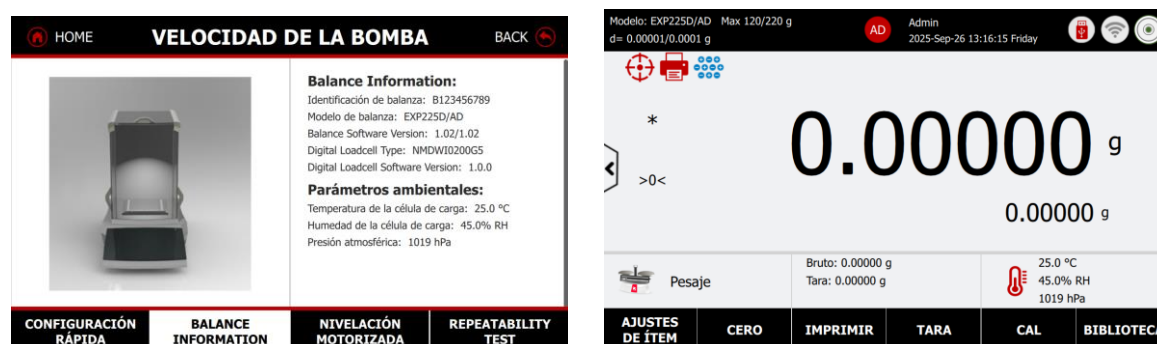 HOME
VELOCIDAD DE LA BOMBA
BACK
Balance Information:
Identificación de balanza: B123456789
Modelo de balanza: EXP225D/AD
Balance Software Version: 1.02/1.02
Digital Loadcell Type: NMDWI0200G5
Digital Loadcell Software Version: 1.0.0
Parámetros ambientales:
Temperatura de la célula de carga: 25.0 °C
Humedad de la célula de carga: 45.0% RH
Presión atmosférica: 1019 hPa
CONFIGURACIÓN
RÁPIDA
BALANCE
INFORMATION
NIVELACIÓN
MOTORIZADA
REPEATABILITY
TEST
Modelo: EXP225D/AD Max 120/220 g
d= 0.00001/0.0001 g
AD
Admin
2025-Sep-26 13:16:15 Friday
*
0.00000 g
>0<
0.00000 g
Pesaje
Bruto: 0.00000 g
Tara: 0.00000 g
25.0 °C
45.0% RH
1019 hPa
AJUSTES
DE ÍTEM
CERO
IMPRIMIR
TARA
CAL
BIBLIOTECA